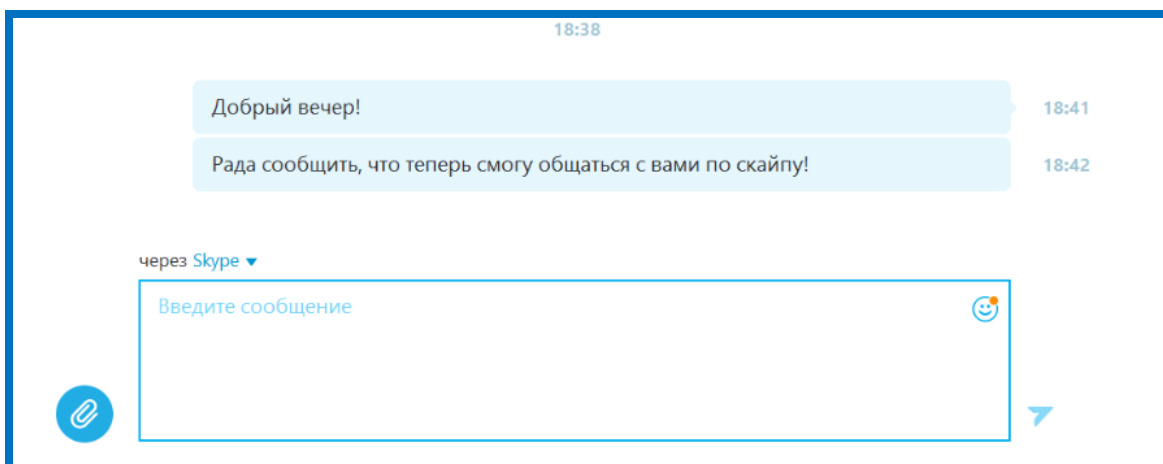 18:38
Добрый вечер!
18:41
Рада сообщить, что теперь смогу общаться с вами по скайпу!
18:42
через Skype
Введите сообщение